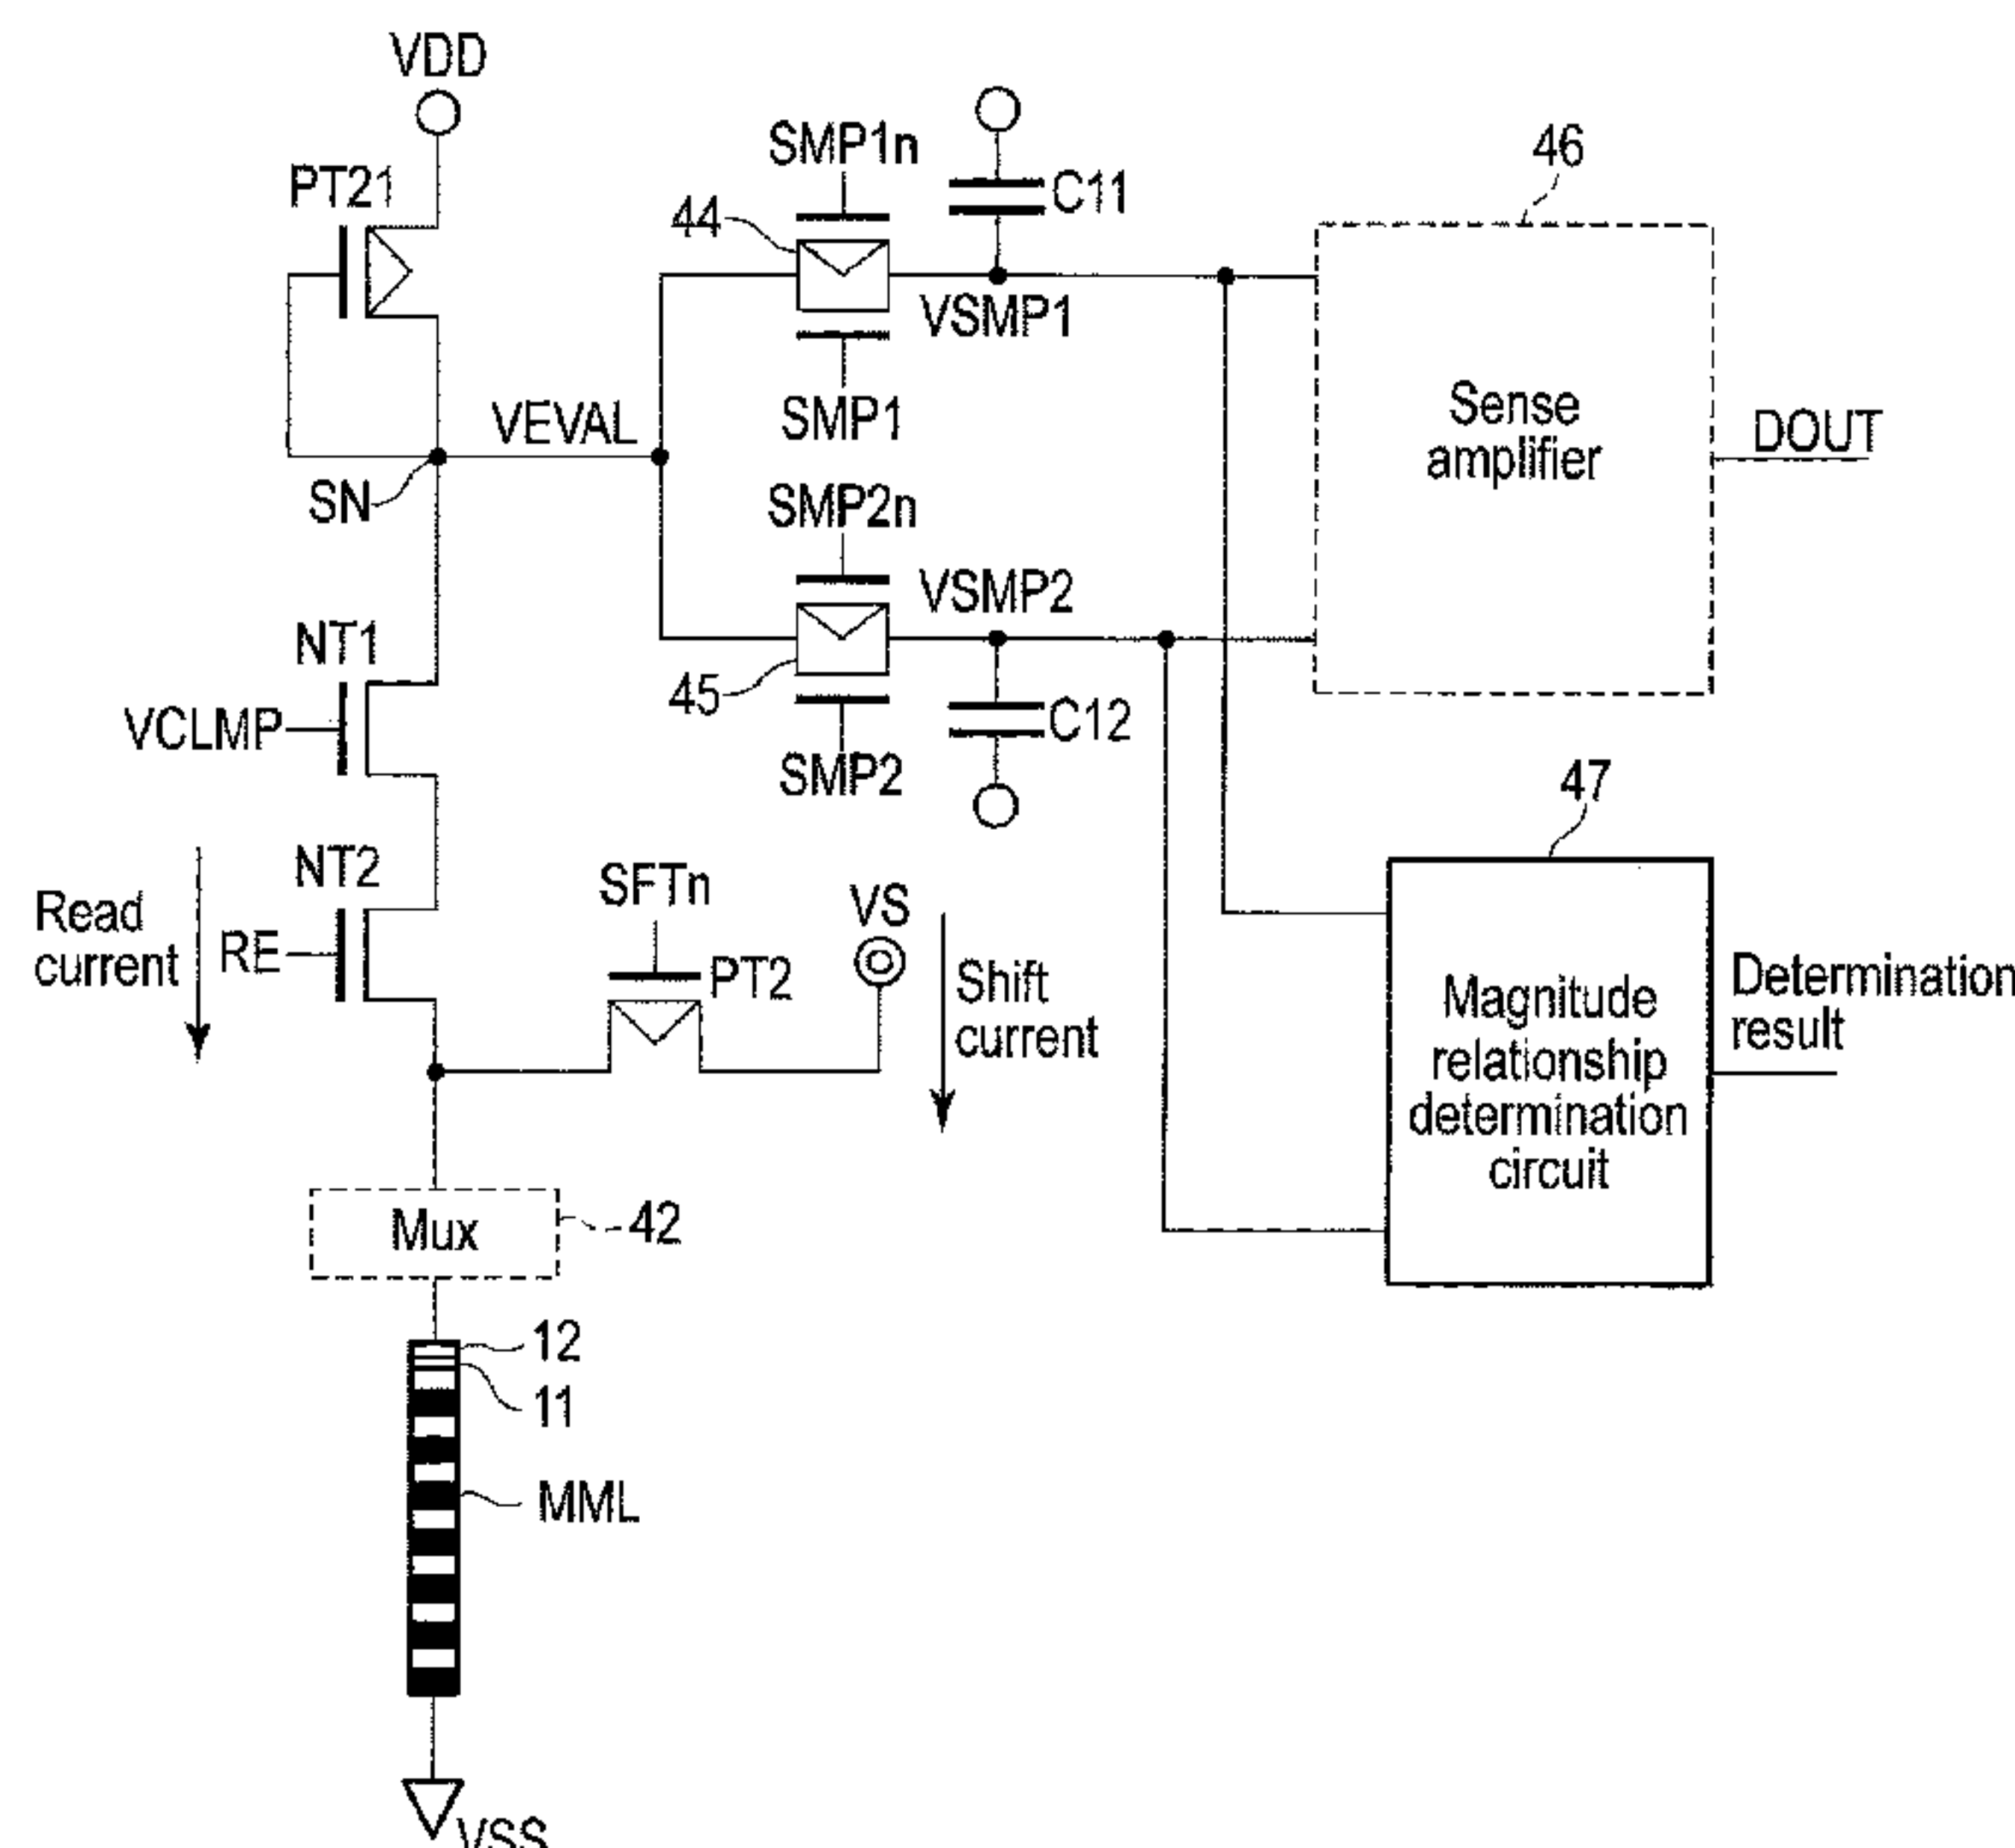 VDD
PT21
SMP1n
44
C11
46
VSMP1
SMP1
VEVAL
SN
Sense
amplifier
DOUT
SMP2n
VSMP2
NT1
45
C12
VCLMP
SMP2
47
NT2
SFTn
VS
Read
current
RE
PT2
Shift
current
Magnitude
relationship
determination
circuit
Determination
result
Mux
42
12
11
MML
VSS